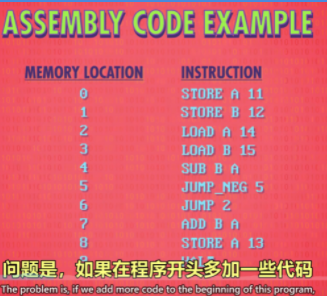 ASSEMBLY CODE EXAMPLE
MEMORY LOCATION INSTRUCTION
0 STORE A 11
1 STORE B 12
2 LOAD A 14
3 LOAD B 15
4 SUB B A
5 JUMP_NEG 5
6 JUMP 2
7 ADD B A
8 STORE A 13
问题是，如果在程序开头多加一些代码
The problem is, if we add more code to the beginning of this program,